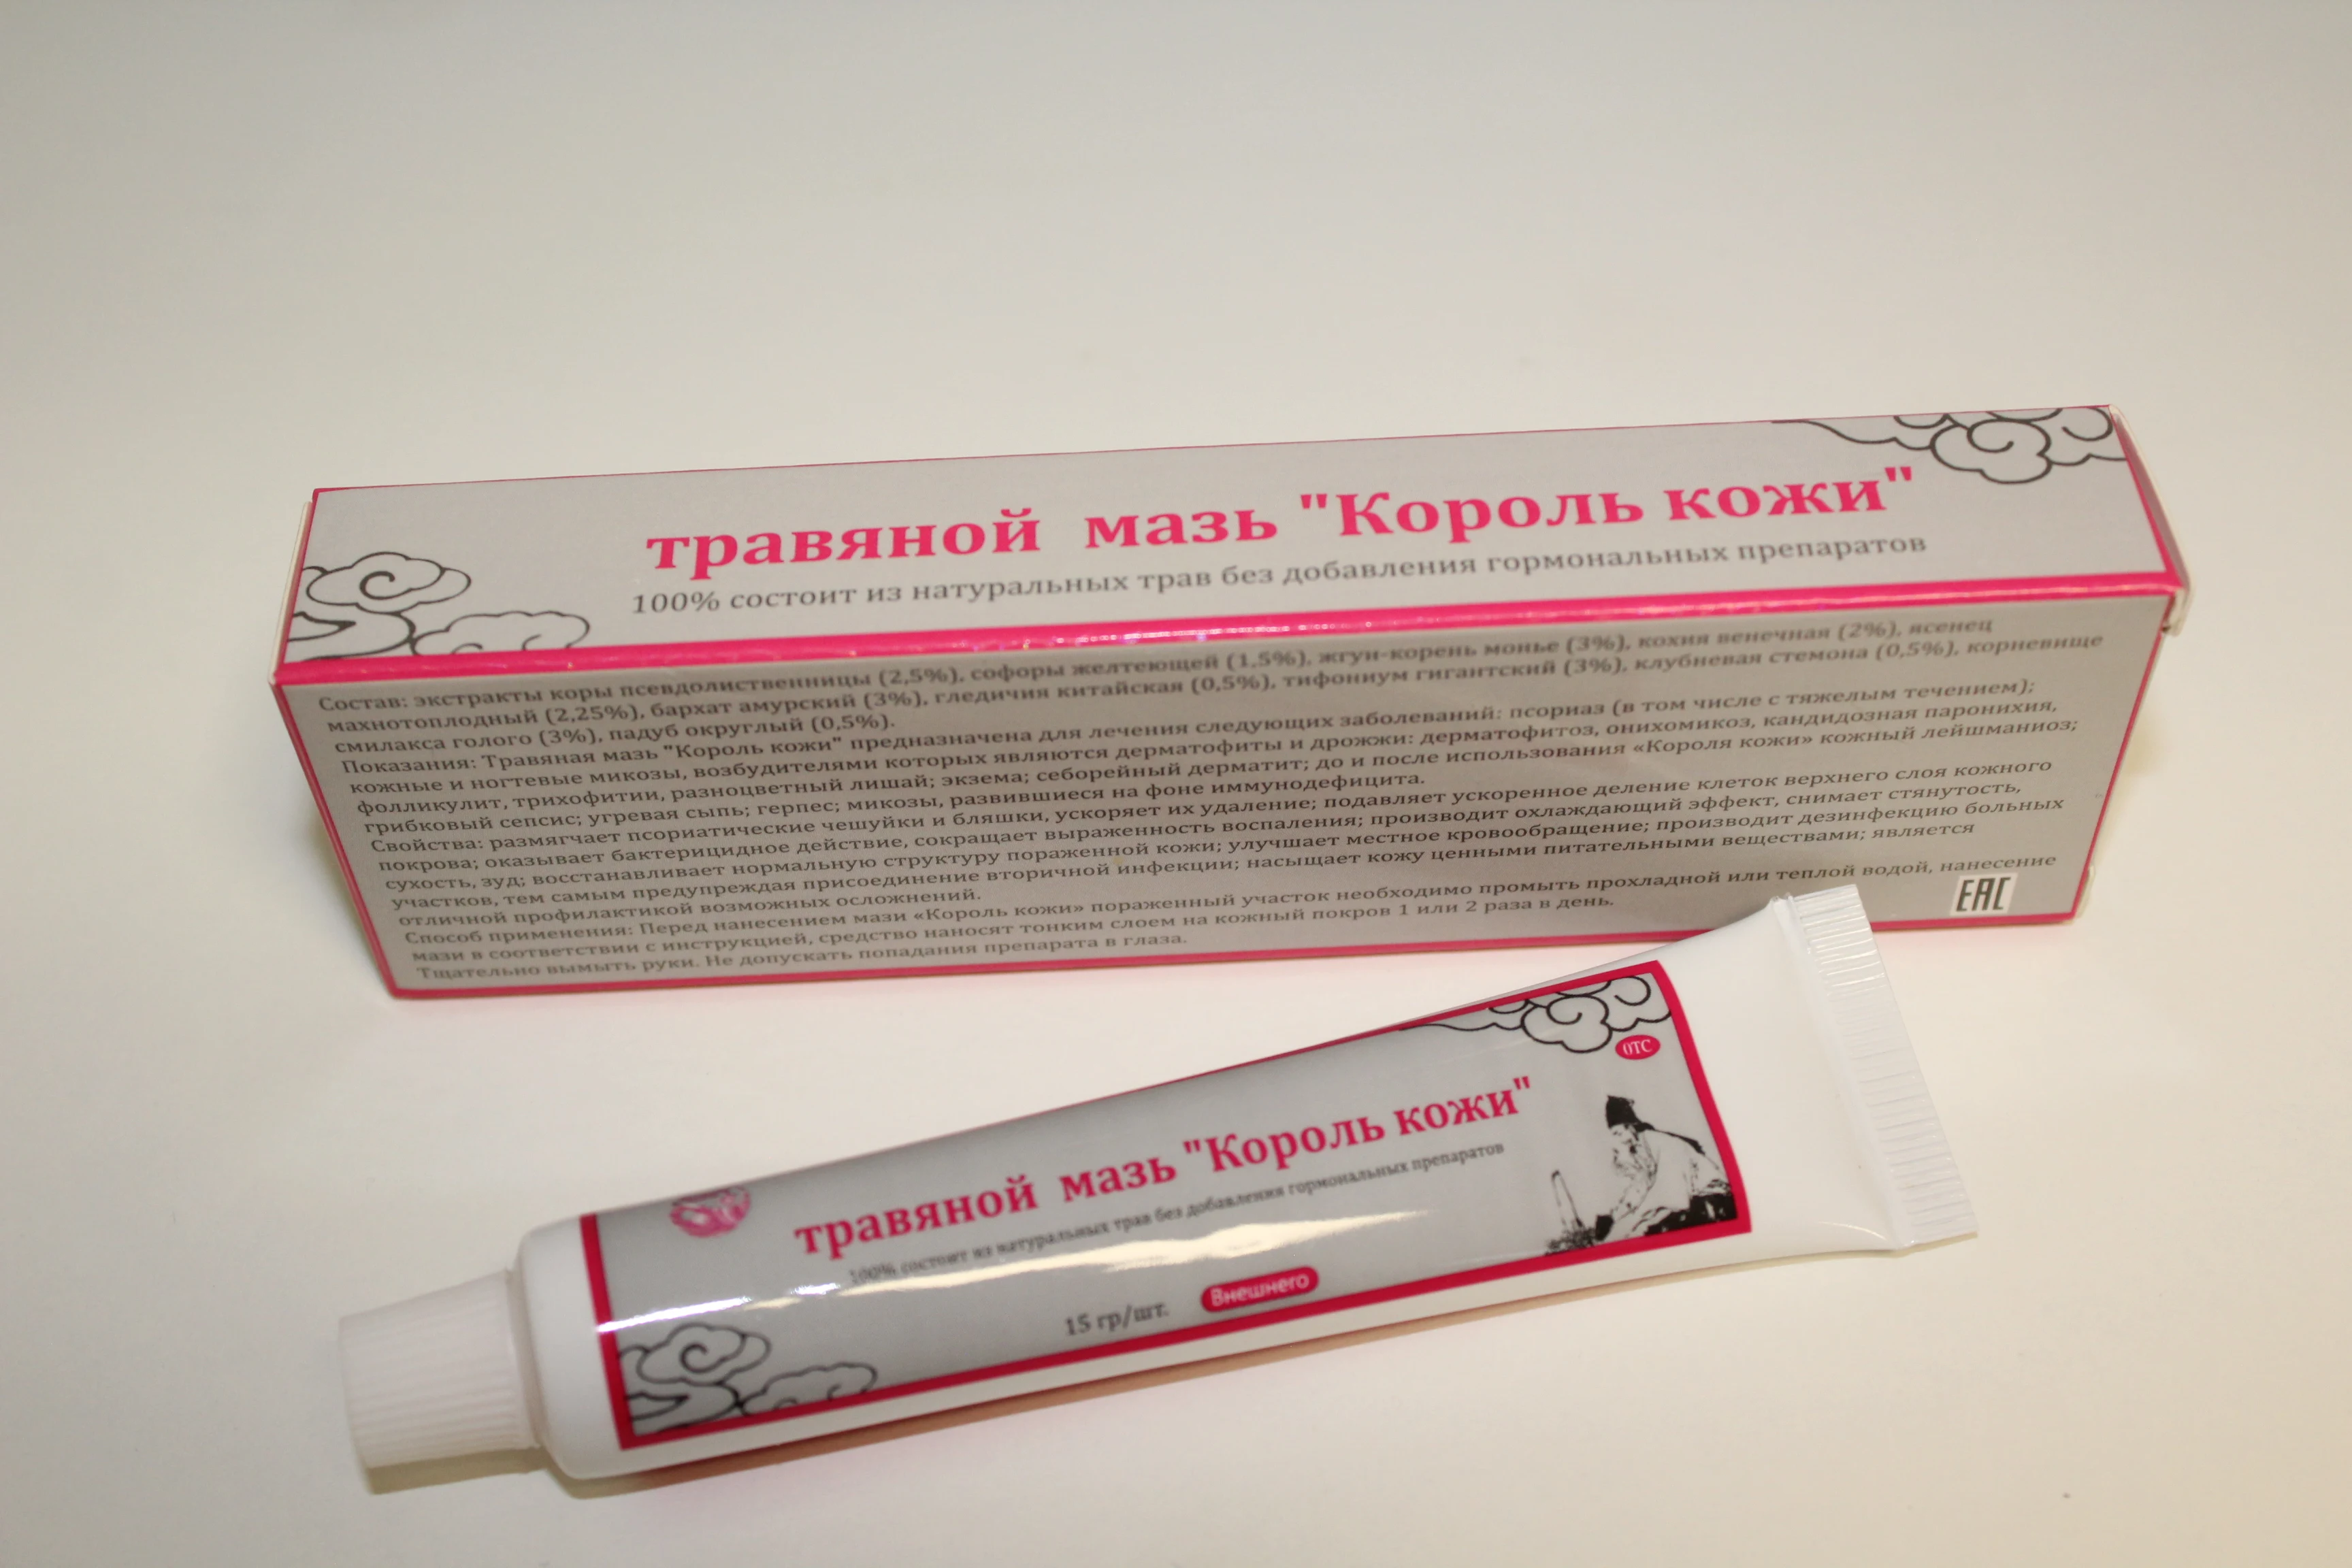 травяной мазь "Король кожи"
100% состоит из натуральных трав без добавления гормональных препаратов
Состав: экстракты коры псевдолиственницы (2,5%), софоры желтеющей (1,5%), жгун-корень монье (3%), кохия венечная (2%), ясенец
махнотоплодный (2,25%), бархат амурский (3%), гледичия китайская (0,5%), тифониум гигантский (3%), клубневая стемона (0,5%), корневище
смилакса голого (3%), падуб округлый (0,5%).
Показания: Травяная мазь "Король кожи" предназначена для лечения следующих заболеваний: псориаз (в том числе с тяжелым течением);
кожные и ногтевые микозы, возбудителями которых являются дерматофиты и дрожжи: дерматофитоз, онихомикоз, кандидозная паронихия,
фолликулит, трихофитии, разноцветный лишай; экзема; себорейный дерматит; до и после использования «Короля кожи» кожный лейшманиоз;
грибковый сепсис; угревая сыпь; герпес; микозы, развившиеся на фоне иммунодефицита.
Свойства: размягчает псориатические чешуйки и бляшки, ускоряет их удаление; подавляет ускоренное деление клеток верхнего слоя кожного
покрова; оказывает бактерицидное действие, сокращает выраженность воспаления; производит охлаждающий эффект, снимает стянутость,
сухость, зуд; восстанавливает нормальную структуру пораженной кожи; улучшает местное кровообращение; производит дезинфекцию больных
участков, тем самым предупреждая присоединение вторичной инфекции; насыщает кожу ценными питательными веществами; является
отличной профилактикой возможных осложнений.
Способ применения: Перед нанесением мази «Король кожи» пораженный участок необходимо промыть прохладной или теплой водой, нанесение
мази в соответствии с инструкцией, средство наносят тонким слоем на кожный покров 1 или 2 раза в день.
Тщательно вымыть руки. Не допускать попадания препарата в глаза.
EAC
OTC
травяной мазь "Король кожи"
100% состоит из натуральных трав без добавления гормональных препаратов
15 гр/шт. Внешнего